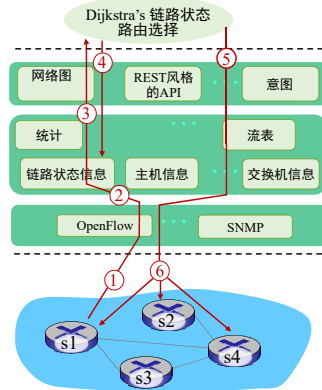 Dijkstra's 链路状态
路由选择
④
⑤
网络图
REST风格
的API
… 意图
③
…
统计
流表
链路状态信息
主机信息
… 交换机信息
②
OpenFlow
…
SNMP
①
⑥
s2
s1
s4
s3